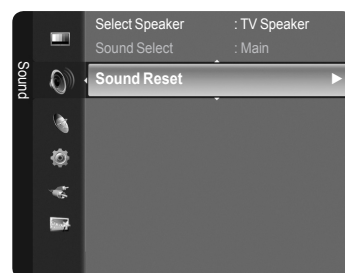 Sound
Select Speaker : TV Speaker
Sound Select : Main
Sound Reset